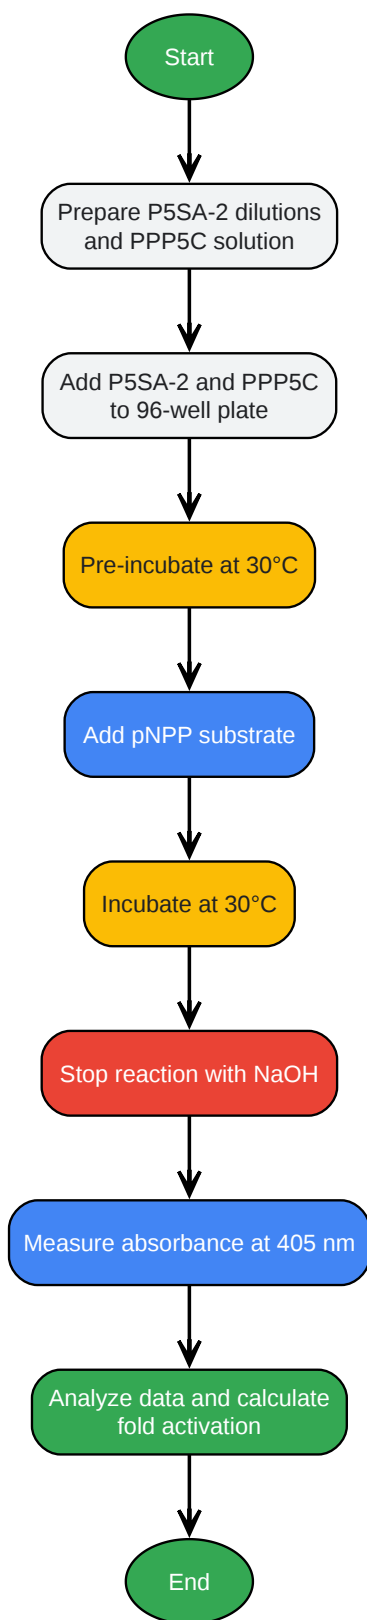 Start
Prepare P5SA-2 dilutions
and PPP5C solution
Add P5SA-2 and PPP5C
to 96-well plate
Pre-incubate at 30°C
Add pNPP substrate
Incubate at 30°C
Stop reaction with NaOH
Measure absorbance at 405 nm
Analyze data and calculate
fold activation
End